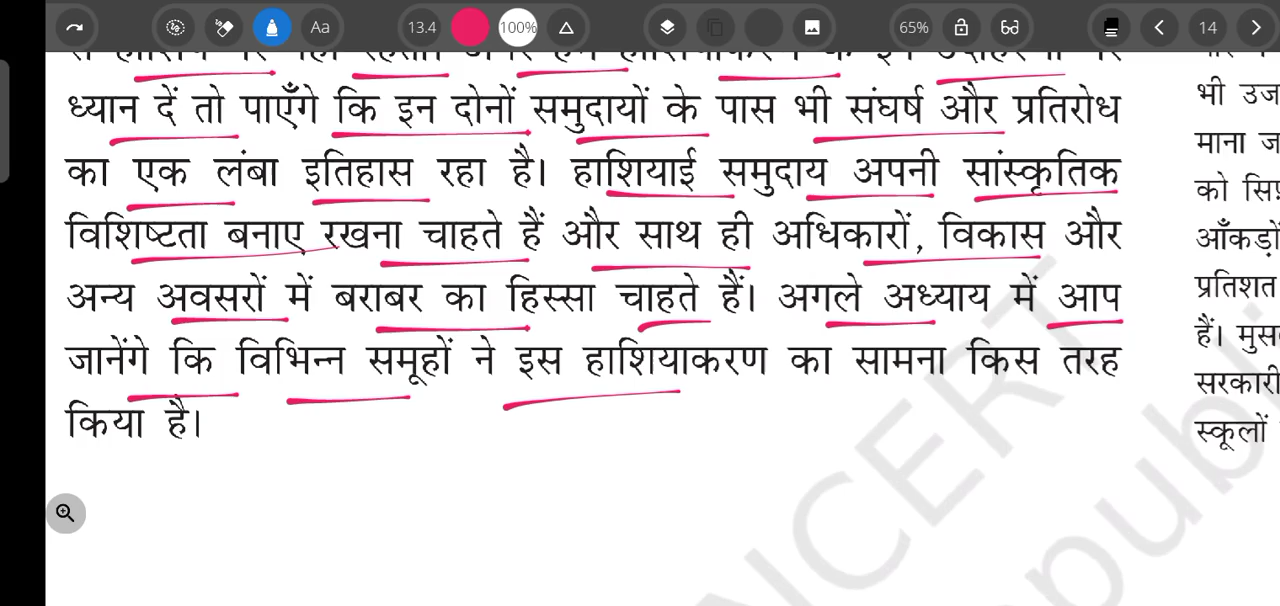 Aa 13.4 100% 65% 14
ध्यान दें तो पाएँगे कि इन दोनों समुदायों के पास भी संघर्ष और प्रतिरोध
का एक लंबा इतिहास रहा है। हाशियाई समुदाय अपनी सांस्कृतिक
विशिष्टता बनाए रखना चाहते हैं और साथ ही अधिकारों, विकास और
अन्य अवसरों में बराबर का हिस्सा चाहते हैं। अगले अध्याय में आप
जानेंगे कि विभिन्न समूहों ने इस हाशियाकरण का सामना किस तरह
किया है।
भी
माना
को
आँकड़ों
प्रतिशत
हैं।
सरकारी
स्कूलों
NCERT